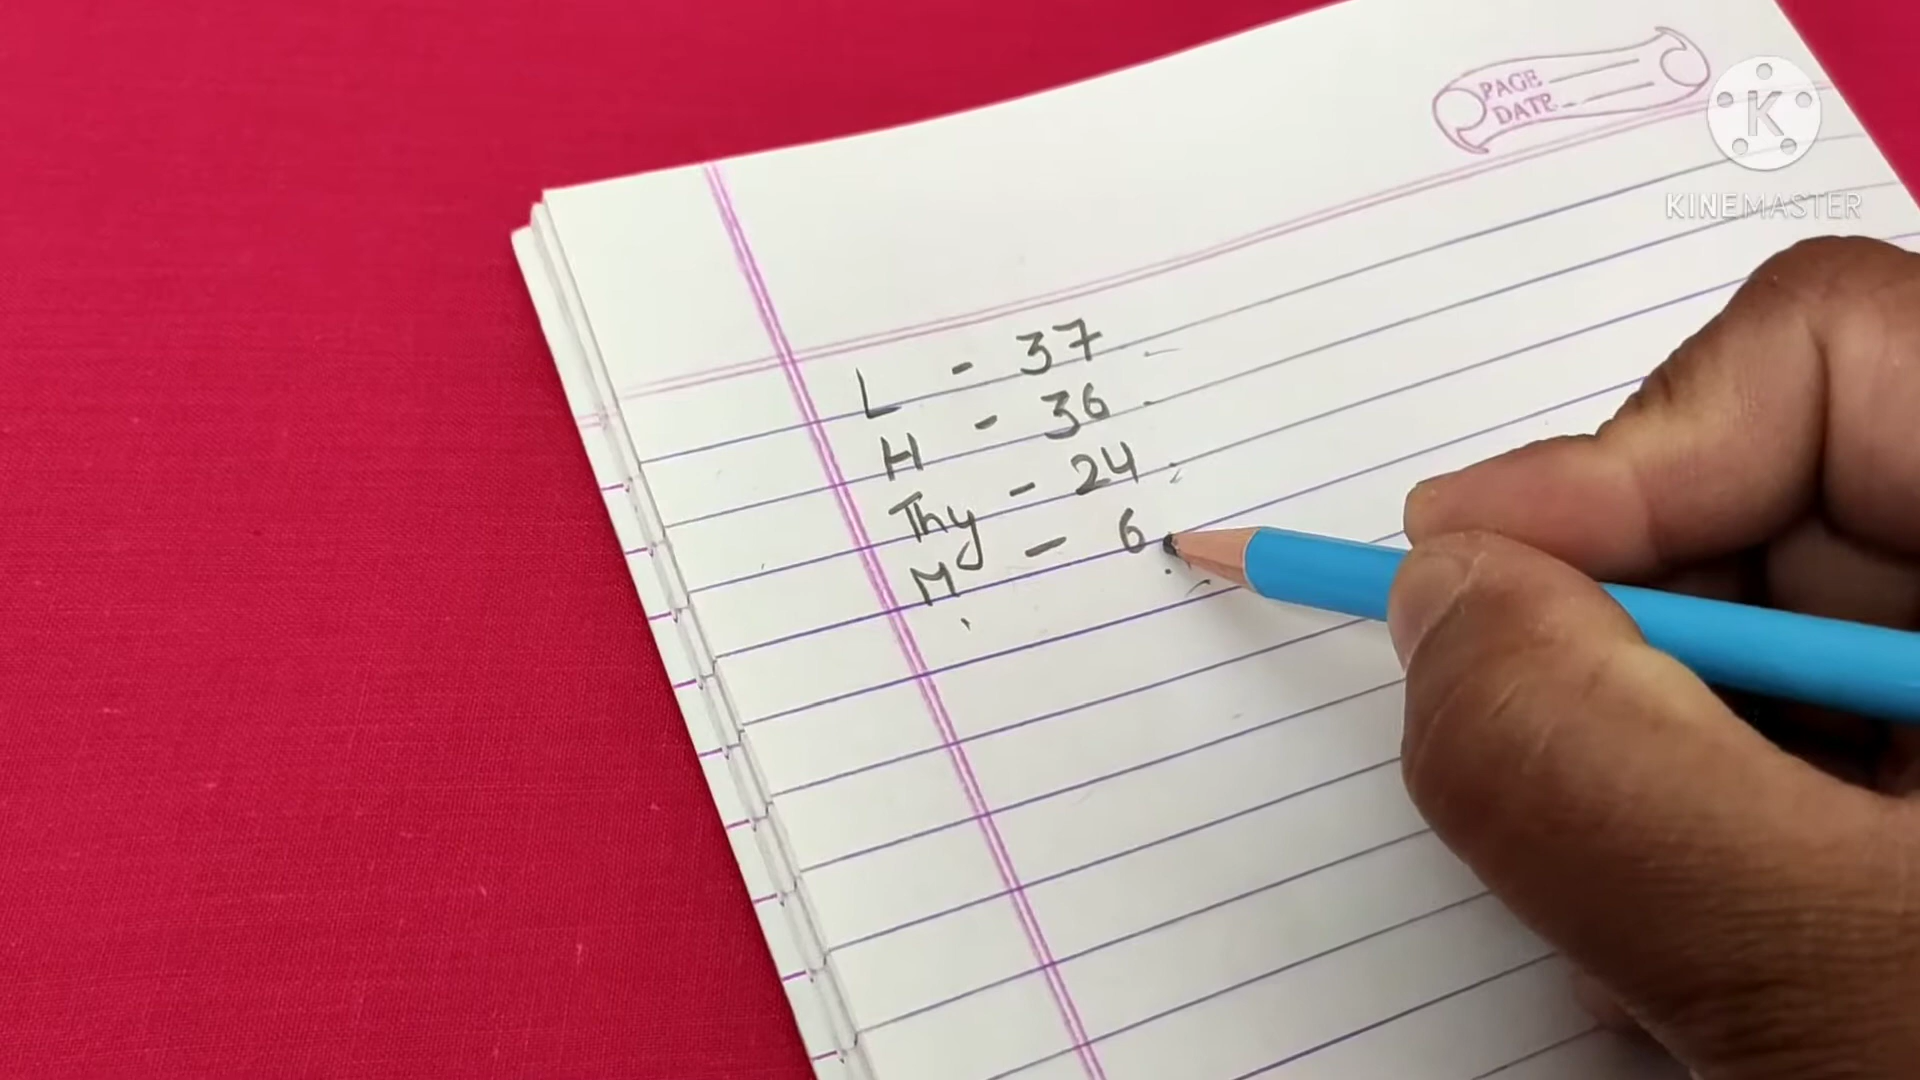 PAGE
DATE
K
KINEMASTER
L - 37
H - 36
Thy - 24
M - 6